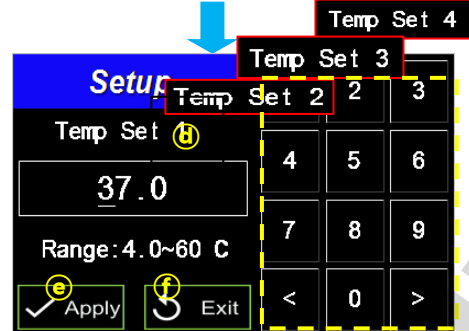 Temp Set 4
Temp Set 3
Setup
Temp Set 2
2
3
Temp Set
ⓓ
4
5
6
37.0
7
8
9
Range:4.0~60 C
ⓔ
ⓕ
Apply
Exit
<
0
>